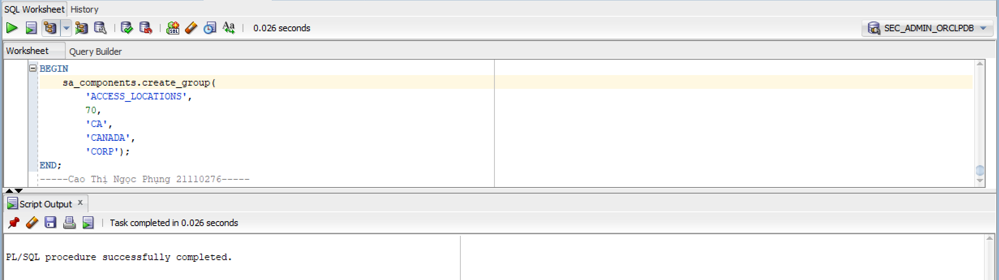 SQL Worksheet History
0.026 seconds
SEC_ADMIN_ORCLPDB
Worksheet Query Builder
BEGIN
sa_components.create_group(
'ACCESS_LOCATIONS',
70,
'CA',
'CANADA',
'CORP');
END;
-----Cao Thị Ngọc Phụng 21110276-----
Script Output x
Task completed in 0.026 seconds
PL/SQL procedure successfully completed.